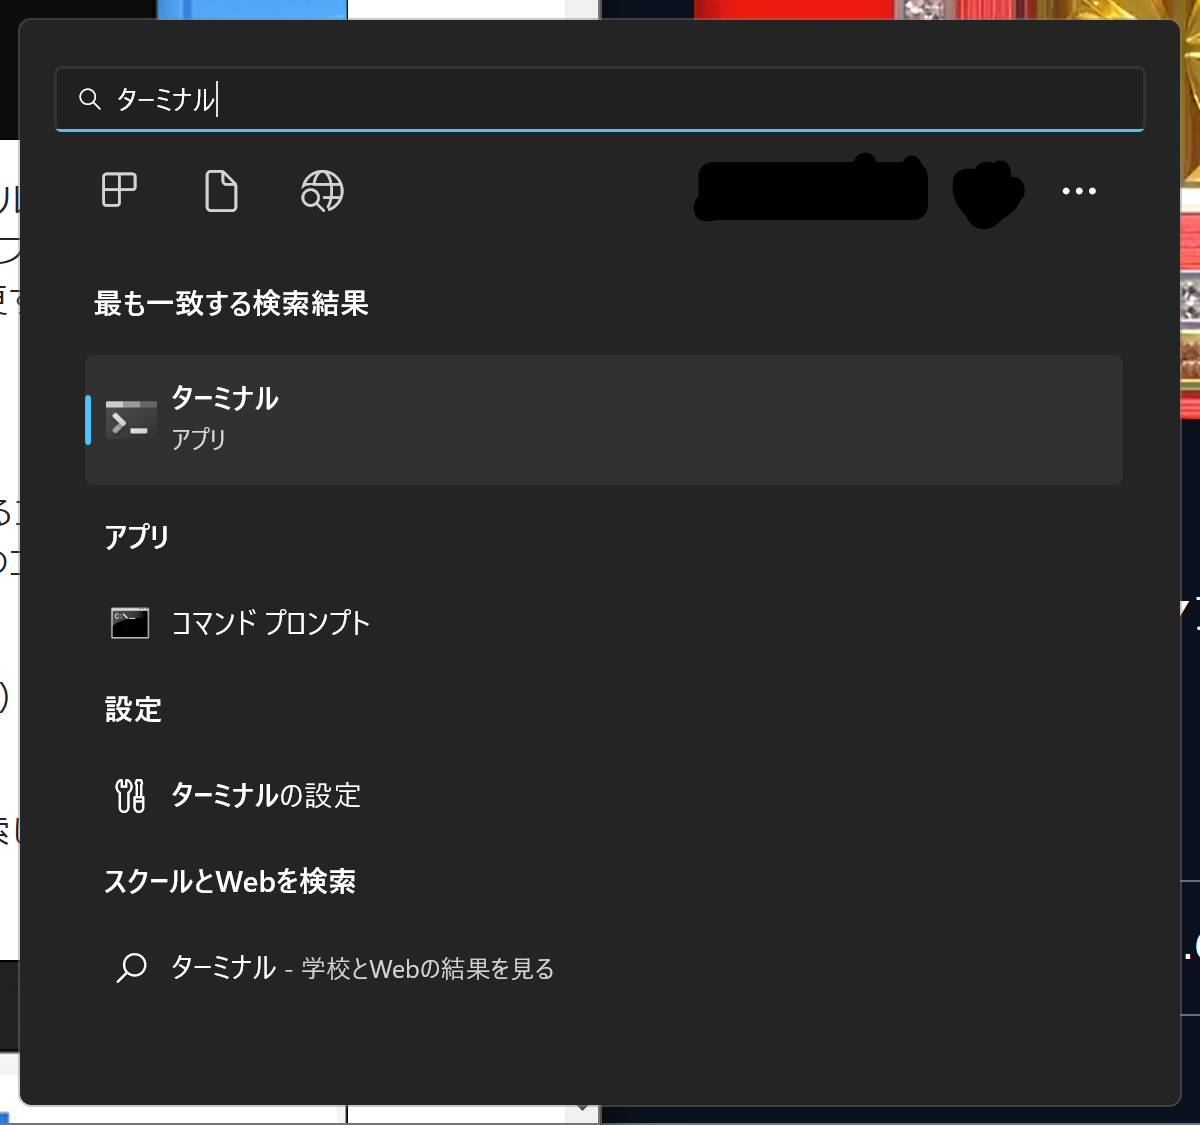 ターミナル
最も一致する検索結果
ターミナル
アプリ
アプリ
コマンド プロンプト
設定
ターミナルの設定
スクールとWebを検索
ターミナル - 学校とWebの結果を見る